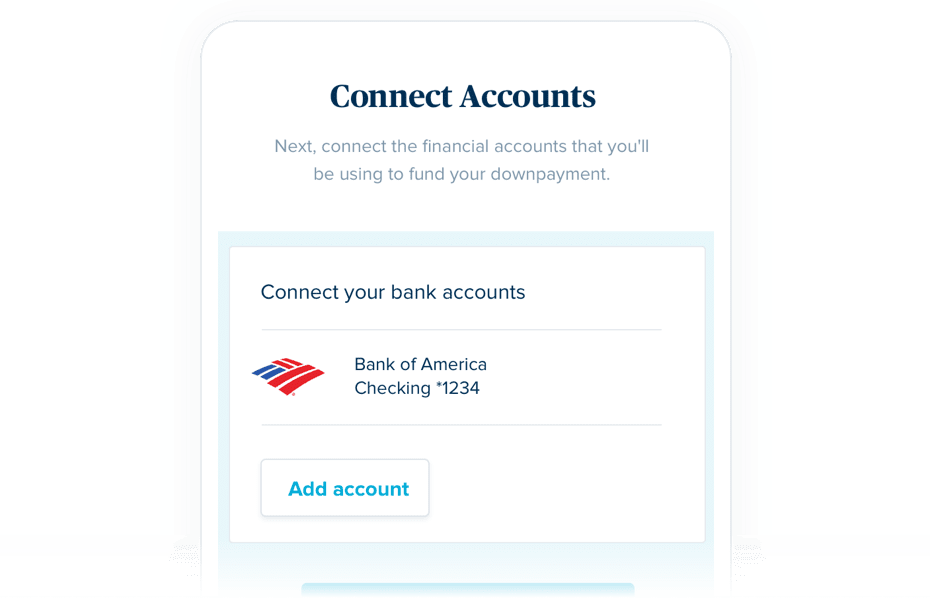 Connect Accounts
Next, connect the financial accounts that you'll
be using to fund your downpayment.
Connect your bank accounts
Bank of America
Checking *1234
Add account